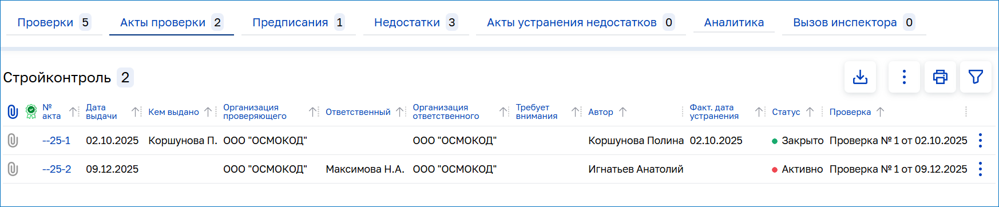 Проверки 5 Акты проверки 2 Предписания 1 Недостатки 3 Акты устранения недостатков 0 Аналитика Вызов инспектора 0
Стройконтроль 2
№ акта Дата выдачи Кем выдано Организация проверяющего Ответственный Организация ответственного Требует внимания Автор Факт. дата устранения Статус Проверка
--25-1 02.10.2025 Коршунова П. ООО "ОСМОКОД" ООО "ОСМОКОД" Коршунова Полина 02.10.2025 Закрыто Проверка № 1 от 02.10.2025
--25-2 09.12.2025 ООО "ОСМОКОД" Максимова Н.А. ООО "ОСМОКОД" Игнатьев Анатолий Активно Проверка № 1 от 09.12.2025